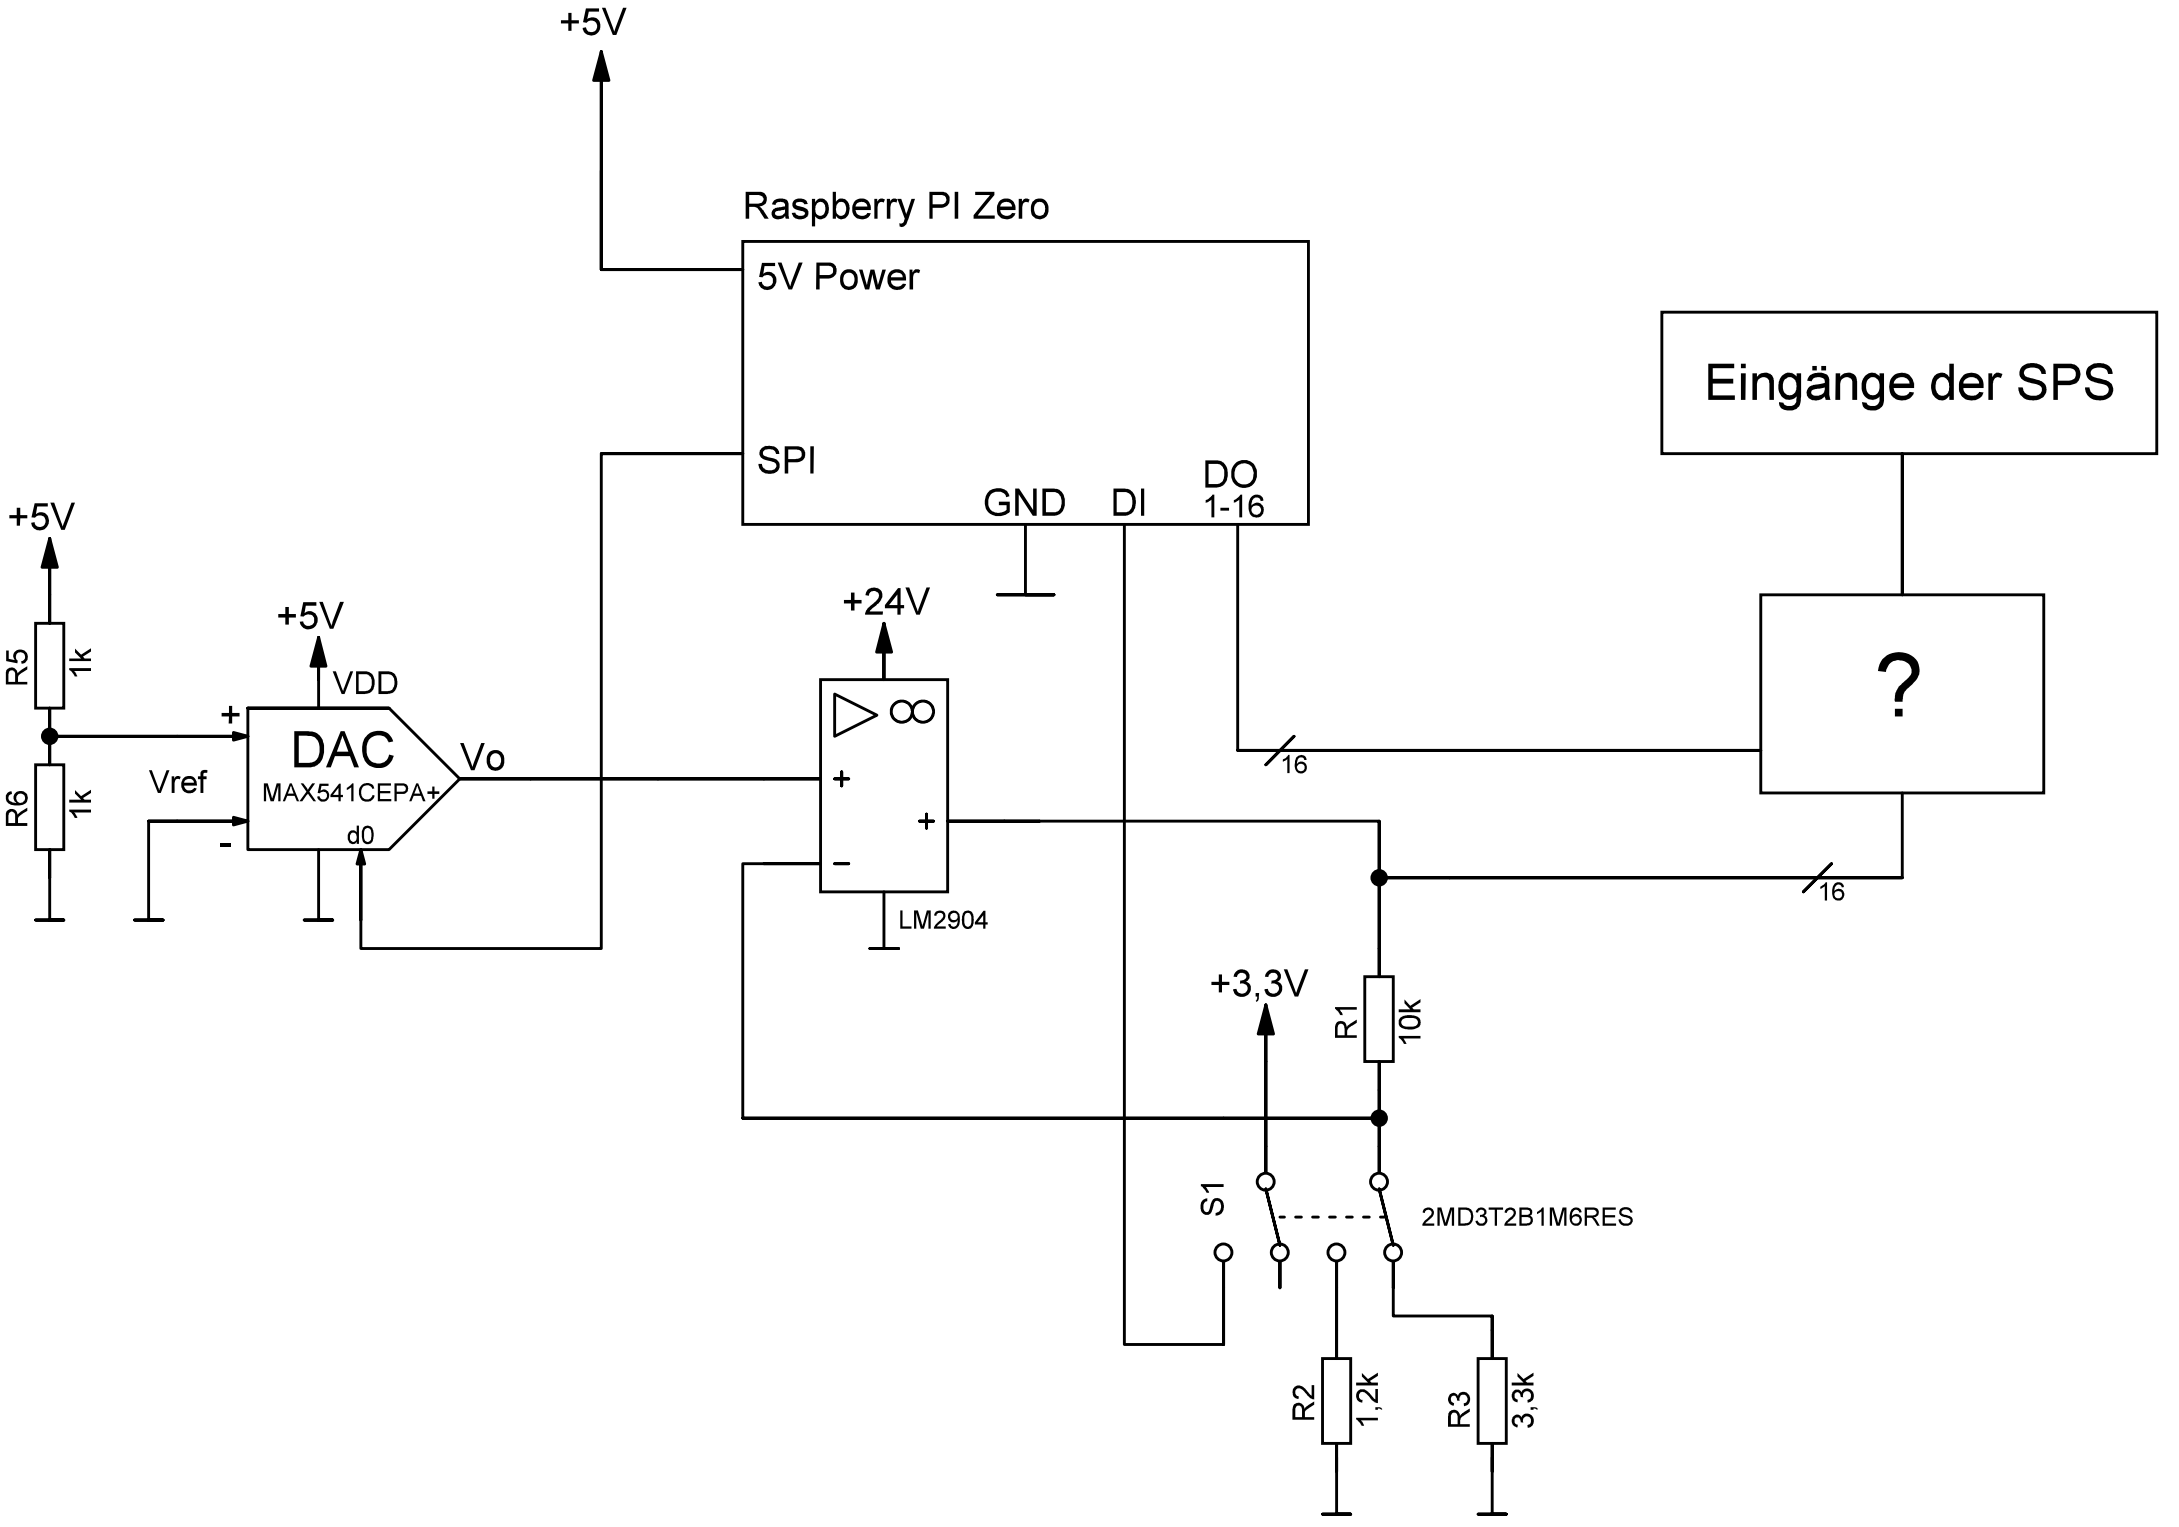 +5V
Raspberry PI Zero
5V Power
SPI
GND
DI
DO
1-16
Eingänge der SPS
+5V
R5
1k
R6
1k
+5V
VDD
+
DAC
MAX541CEPA+
Vref
-
d0
Vo
+24V
+
+
−
LM2904
16
?
16
+3,3V
R1
10k
S1
2MD3T2B1M6RES
R2
1,2k
R3
3,3k